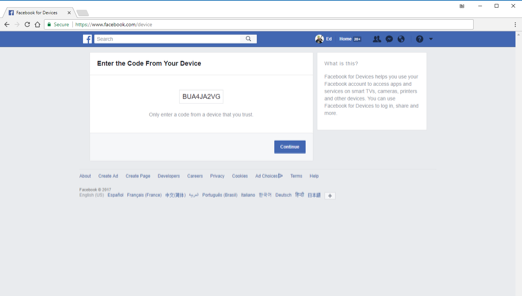 Facebook for Devices
Secure https://www.facebook.com/device
Search
Ed Home 20+
Enter the Code From Your Device
BUA4JA2VG
Only enter a code from a device that you trust.
Continue
What is this?
Facebook for Devices helps you use your
Facebook account to access apps and
services on smart TVs, cameras, printers
and other devices. You can use
Facebook for Devices to log in, share and
more.
About Create Ad Create Page Developers Careers Privacy Cookies Ad Choices Terms Help
Facebook © 2017
English (US) Español Français (France) 中文(简体) العربية Português (Brasil) Italiano 한국어 Deutsch हिन्दी 日本語 +